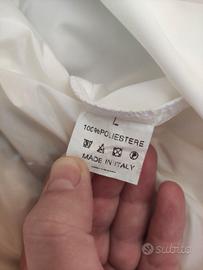 L
100%POLIESTERE
MADE IN ITALY
subito